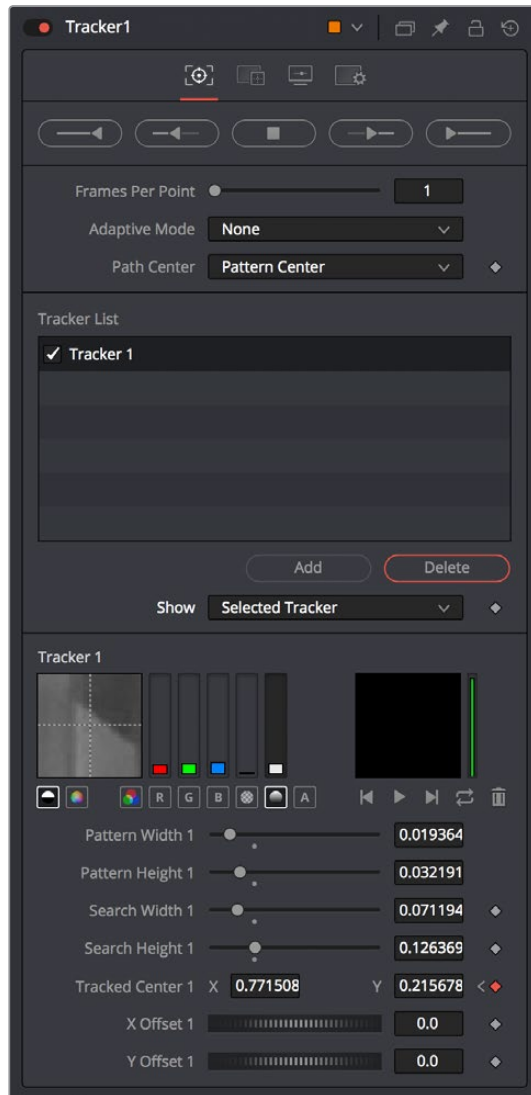 Tracker1
Frames Per Point 1
Adaptive Mode None
Path Center Pattern Center
Tracker List
Tracker 1
Add Delete
Show Selected Tracker
Tracker 1
R G B A
Pattern Width 1 0.019364
Pattern Height 1 0.032191
Search Width 1 0.071194
Search Height 1 0.126369
Tracked Center 1 X 0.771508 Y 0.215678
X Offset 1 0.0
Y Offset 1 0.0